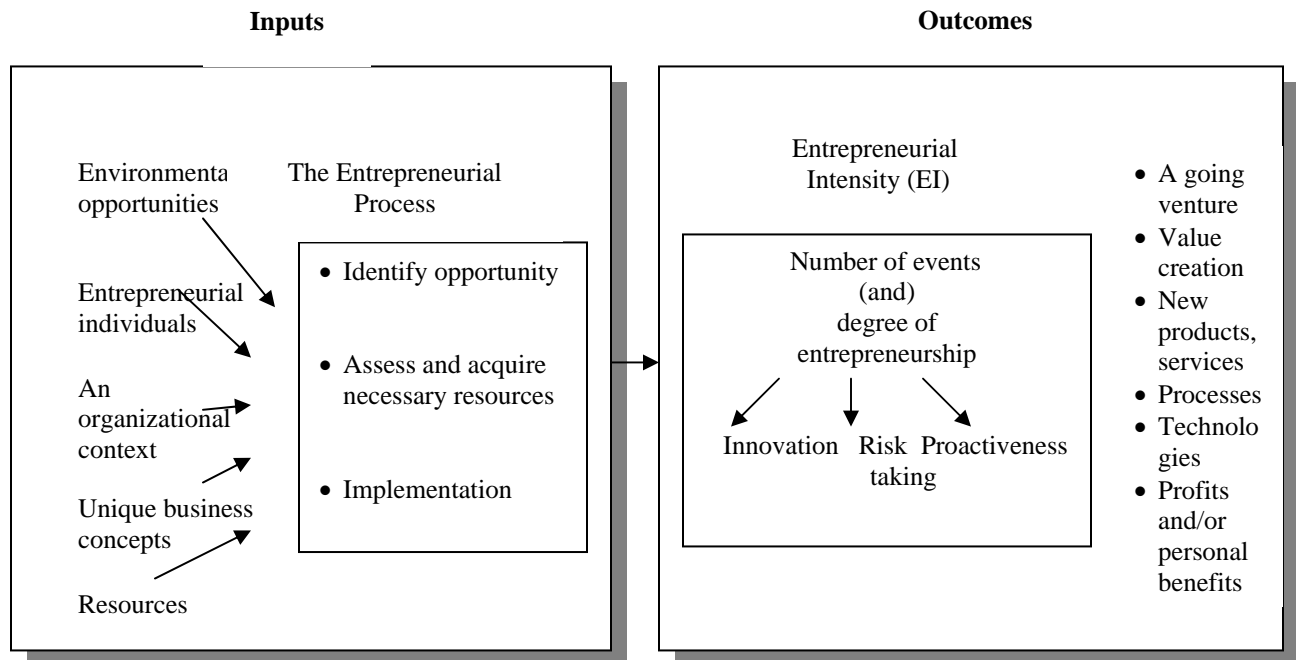 Inputs
Outcomes
Environmenta
opportunities
Entrepreneurial
individuals
An
organizational
context
Unique business
concepts
Resources
The Entrepreneurial
Process
• Identify opportunity
• Assess and acquire
necessary resources
• Implementation
Entrepreneurial
Intensity (EI)
Number of events
(and)
degree of
entrepreneurship
Innovation Risk Proactiveness
taking
• A going
venture
• Value
creation
• New
products,
services
• Processes
• Technolo
gies
• Profits
and/or
personal
benefits